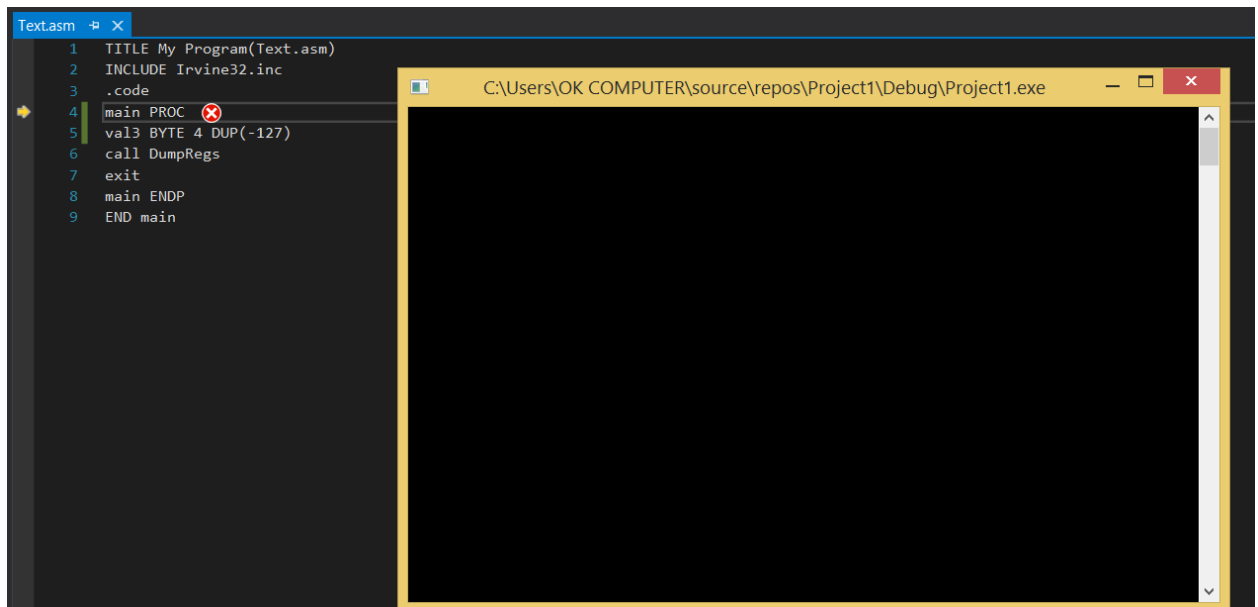 Text.asm
1 TITLE My Program(Text.asm)
2 INCLUDE Irvine32.inc
3 .code
4 main PROC
5 val3 BYTE 4 DUP(-127)
6 call DumpRegs
7 exit
8 main ENDP
9 END main
C:\Users\OK COMPUTER\source\repos\Project1\Debug\Project1.exe